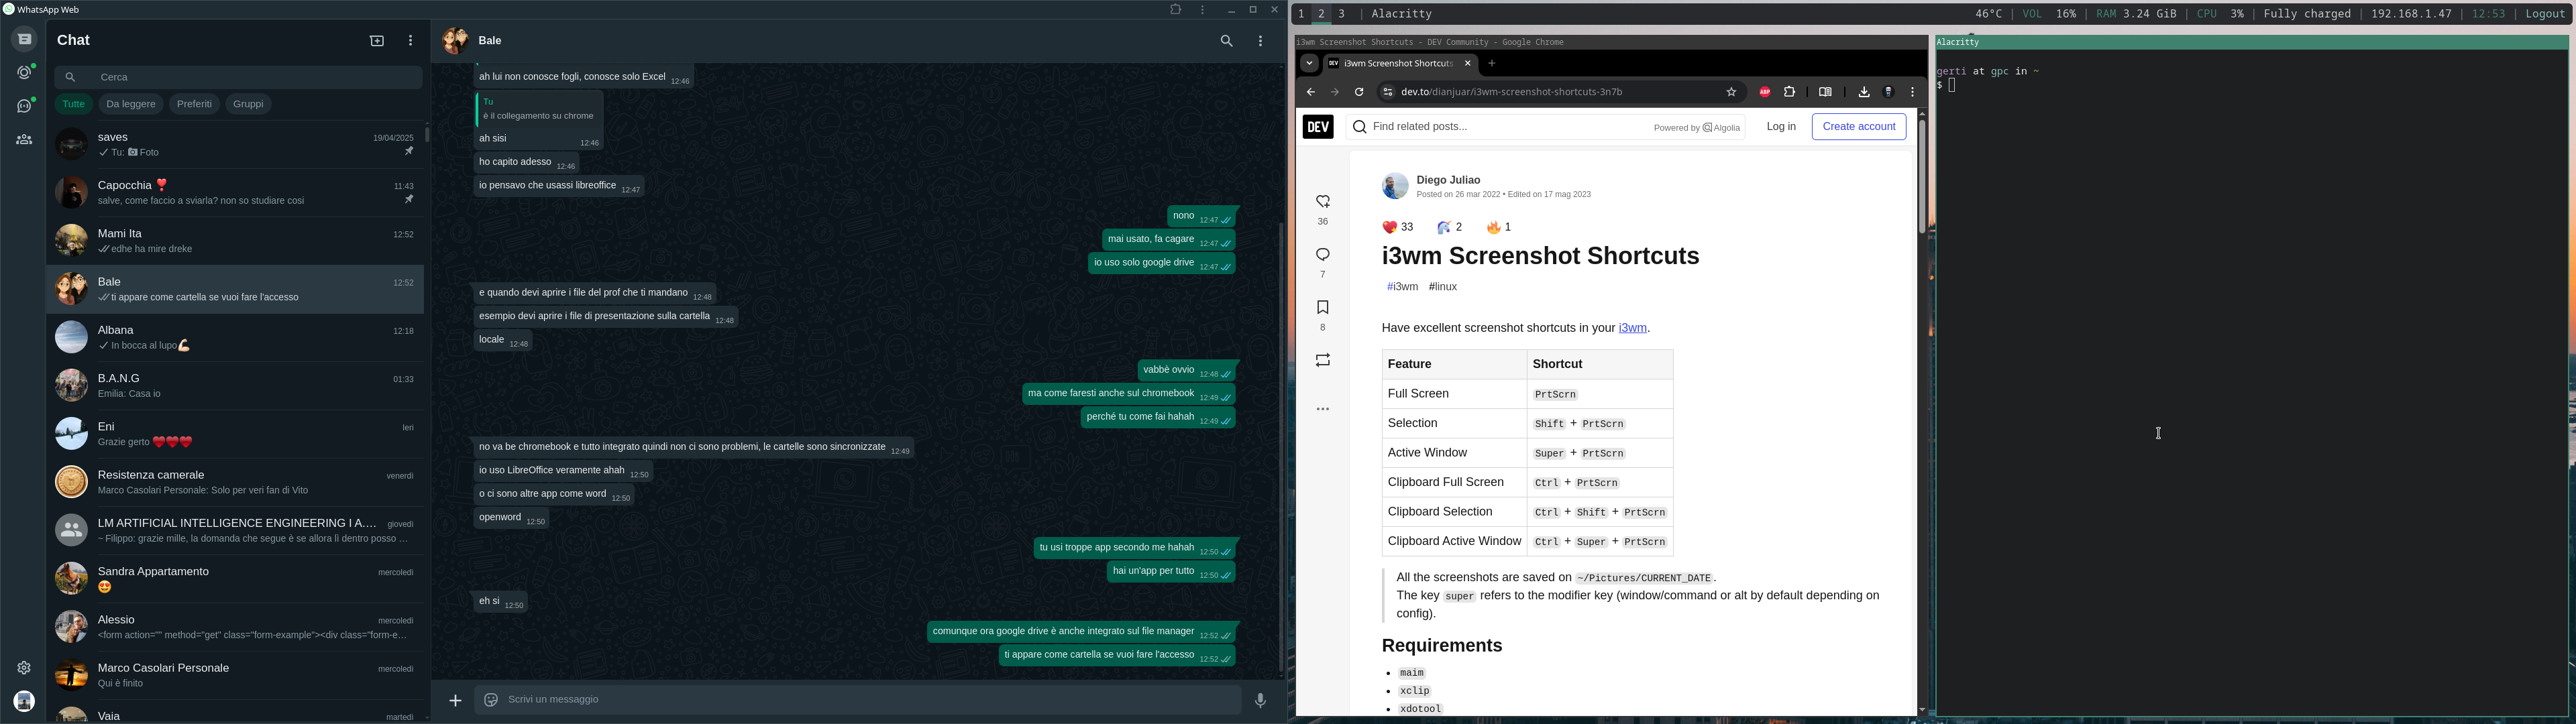 WhatsApp Web
Chat
Cerca
Tutte Da leggere Preferiti Gruppi
saves 19/04/2025
Tu: Foto
Capocchia 11:43
salve, come faccio a sviarla? non so studiare cosi
Mami Ita 12:52
edhe ha mire dreke
Bale 12:52
ti appare come cartella se vuoi fare l'accesso
Albana 12:18
In bocca al lupo💪🏻
B.A.N.G 01:33
Emilia: Casa io
Eni Ieri
Grazie gerto ❤️❤️❤️
Resistenza camerale venerdì
Marco Casolari Personale: Solo per veri fan di Vito
LM ARTIFICIAL INTELLIGENCE ENGINEERING I A.… giovedì
~ Filippo: grazie mille, la domanda che segue è se allora lì dentro posso …
Sandra Appartamento mercoledì
😍
Alessio mercoledì
<form action="" method="get" class="form-example"><div class="form-e…
Marco Casolari Personale mercoledì
Qui è finito
Vaia martedì
Bale
ah lui non conosce fogli, conosce solo Excel 12:46
Tu
è il collegamento su chrome
ah sisi 12:46
ho capito adesso 12:46
io pensavo che usassi libreoffice 12:47
nono 12:47
mai usato, fa cagare 12:47
io uso solo google drive 12:47
e quando devi aprire i file del prof che ti mandano 12:48
esempio devi aprire i file di presentazione sulla cartella 12:48
locale 12:48
vabbè ovvio 12:48
ma come faresti anche sul chromebook 12:49
perché tu come fai hahah 12:49
no va be chromebook e tutto integrato quindi non ci sono problemi, le cartelle sono sincronizzate 12:49
io uso LibreOffice veramente ahah 12:50
o ci sono altre app come word 12:50
openword 12:50
tu usi troppe app secondo me hahah 12:50
hai un'app per tutto 12:50
eh si 12:50
comunque ora google drive è anche integrato sul file manager 12:52
ti appare come cartella se vuoi fare l'accesso 12:52
Scrivi un messaggio
1 2 3 | Alacritty
46°C | VOL 16% | RAM 3.24 GiB | CPU 3% | Fully charged | 192.168.1.47 | 12:53 | Logout
i3wm Screenshot Shortcuts - DEV Community - Google Chrome
i3wm Screenshot Shortcuts
dev.to/dianjuar/i3wm-screenshot-shortcuts-3n7b
ABP
DEV Find related posts... Powered by Algolia Log in Create account
36
7
8
Diego Juliao
Posted on 26 mar 2022 • Edited on 17 mag 2023
33 2 1
i3wm Screenshot Shortcuts
#i3wm #linux
Have excellent screenshot shortcuts in your i3wm.
Feature Shortcut
Full Screen PrtScrn
Selection Shift + PrtScrn
Active Window Super + PrtScrn
Clipboard Full Screen Ctrl + PrtScrn
Clipboard Selection Ctrl + Shift + PrtScrn
Clipboard Active Window Ctrl + Super + PrtScrn
All the screenshots are saved on ~/Pictures/CURRENT_DATE.
The key super refers to the modifier key (window/command or alt by default depending on
config).
Requirements
• maim
• xclip
• xdotool
Alacritty
gerti at gpc in ~
$